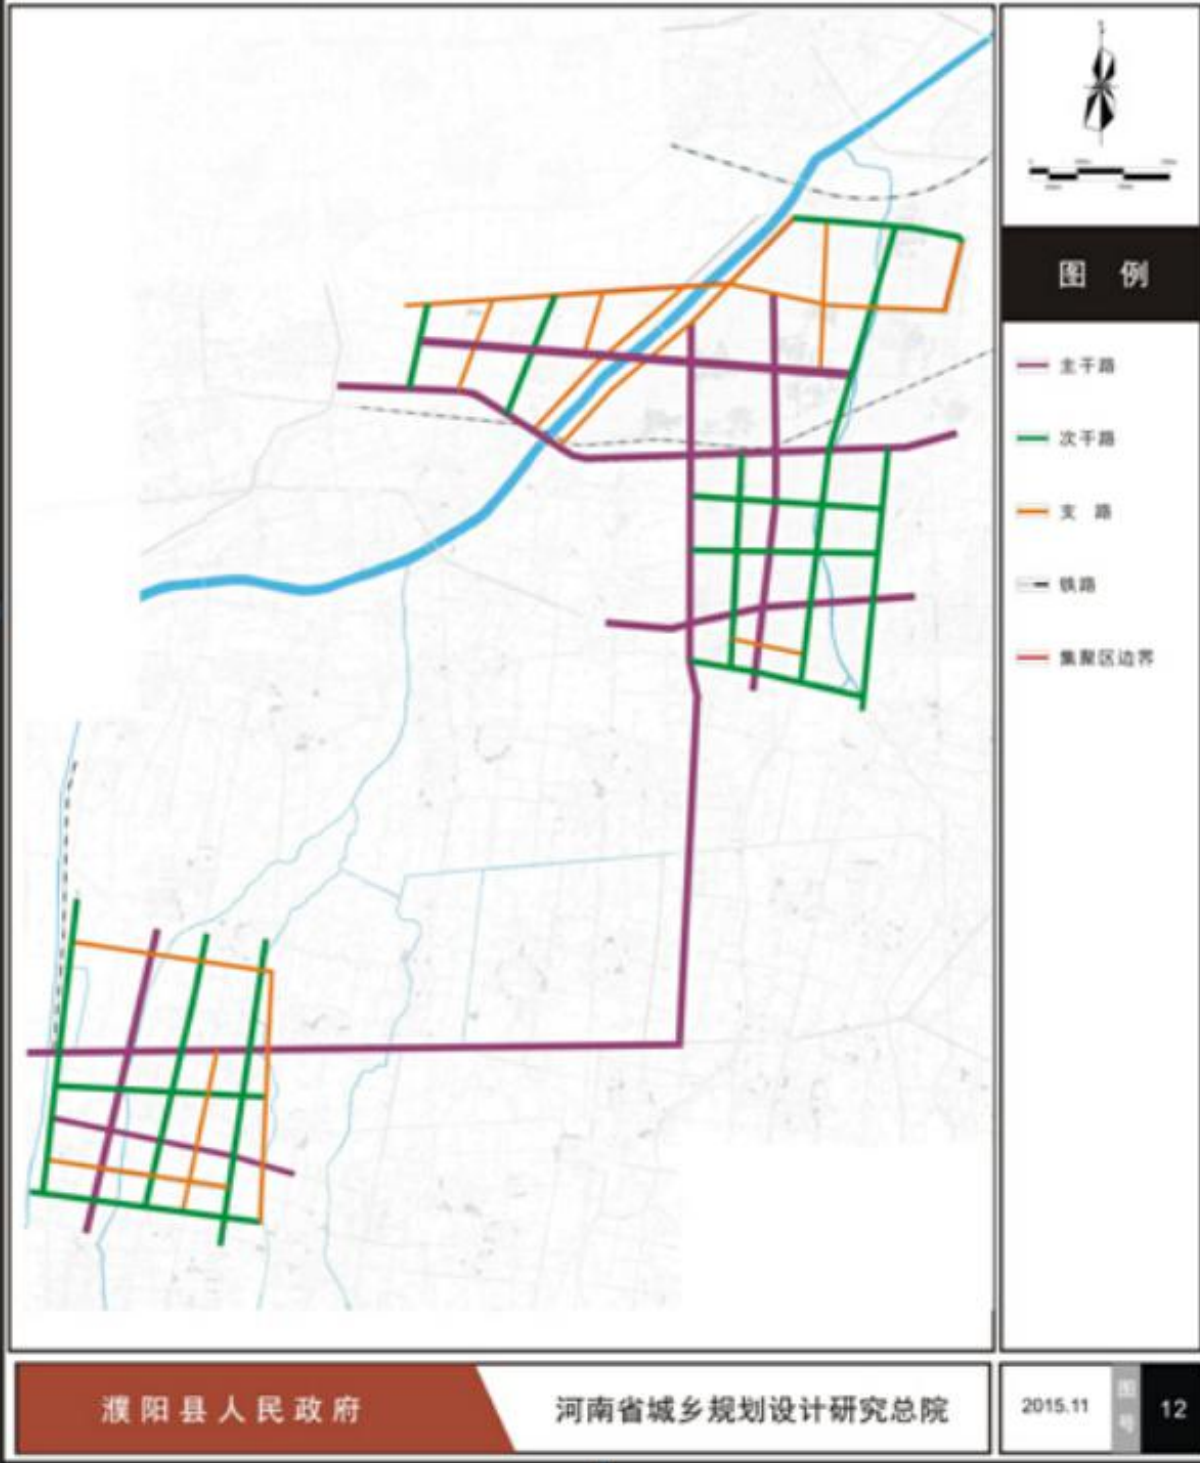 图 例
主干路
次干路
支 路
铁路
集聚区边界
濮阳县人民政府
河南省城乡规划设计研究总院
2015.11
图号
12